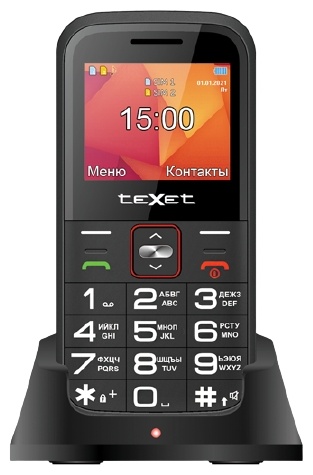 SIM 1
SIM 2
01.01.2021
Пт
15:00
Меню Контакты
teXet
1
2 АБВГ ABC
3 ДЕЖЗ DEF
4 ИЙКЛ GHI
5 МНОП JKL
6 РСТУ MNO
7 ФХЦЧ PQRS
8 ШЩЪЫ TUV
9 ЬЭЮЯ WXYZ
* +
0
#